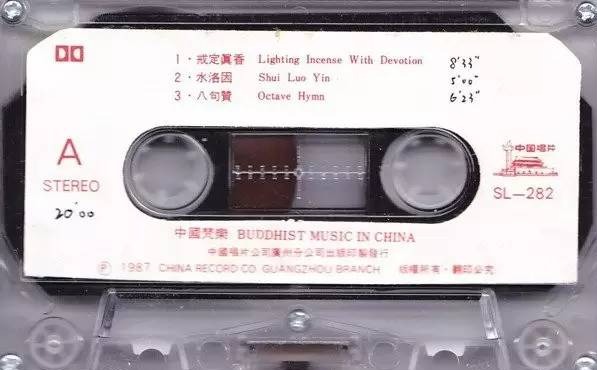 1・戒定眞香 Lighting Incense With Devotion 8'33"
2・水洛因 Shui Luo Yin 5'00"
3・八句贊 Octave Hymn 6'23"
A
STEREO
20'00
中国唱片
SL—282
中國梵樂 BUDDHIST MUSIC IN CHINA
中國唱片公司廣州分公司出版印製發行
Ⓟ 1987 CHINA RECORD CO. GUANGZHOU BRANCH 版權所有・翻印必究